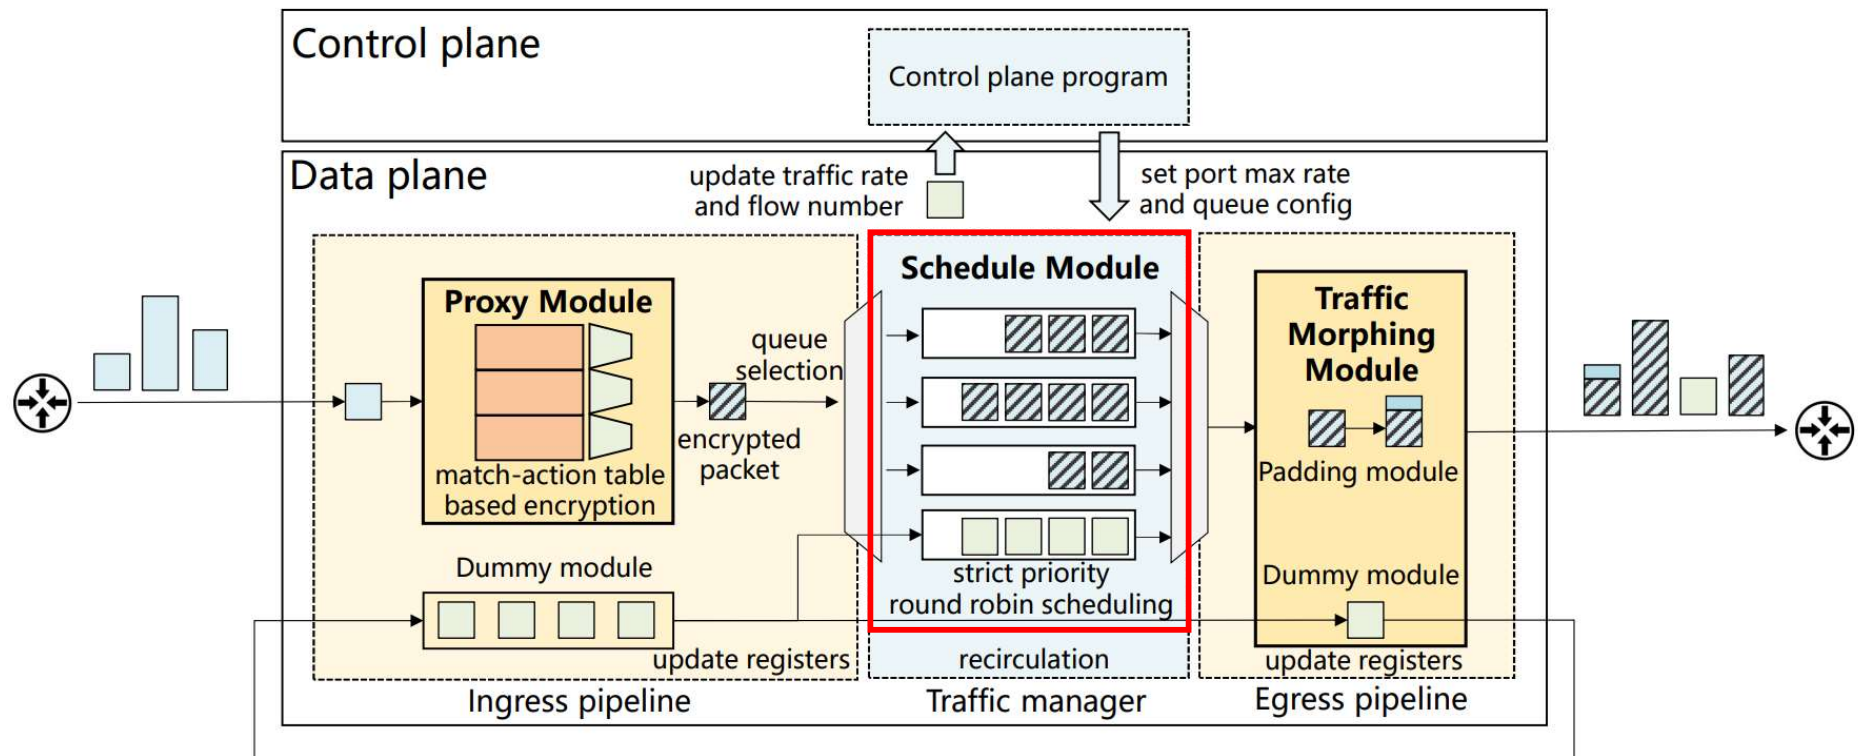 Control plane
Control plane program
Data plane
update traffic rate
and flow number
set port max rate
and queue config
Proxy Module
match-action table
based encryption
queue
selection
encrypted
packet
Dummy module
update registers
Ingress pipeline
Schedule Module
strict priority
round robin scheduling
recirculation
Traffic manager
Traffic
Morphing
Module
Padding module
Dummy module
update registers
Egress pipeline